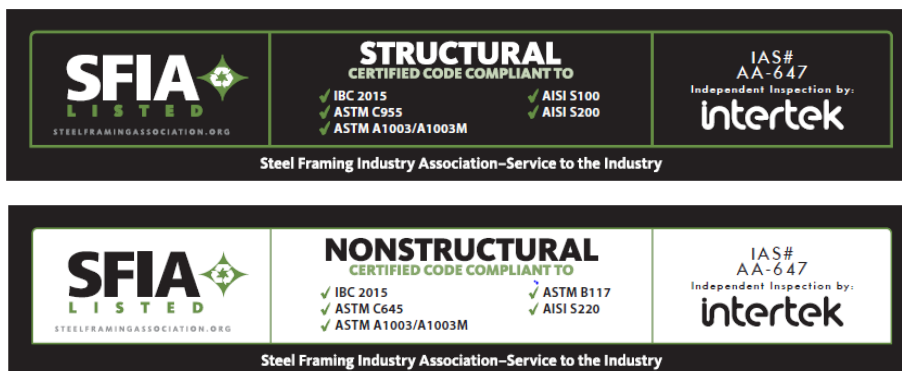 SFIA
LISTED
STEELFRAMINGASSOCIATION.ORG
STRUCTURAL
CERTIFIED CODE COMPLIANT TO
✓ IBC 2015
✓ ASTM C955
✓ ASTM A1003/A1003M
✓ AISI S100
✓ AISI S200
IAS#
AA-647
Independent Inspection by:
intertek
Steel Framing Industry Association–Service to the Industry
SFIA
LISTED
STEELFRAMINGASSOCIATION.ORG
NONSTRUCTURAL
CERTIFIED CODE COMPLIANT TO
✓ IBC 2015
✓ ASTM C645
✓ ASTM A1003/A1003M
✓ ASTM B117
✓ AISI S220
IAS#
AA-647
Independent Inspection by:
intertek
Steel Framing Industry Association–Service to the Industry